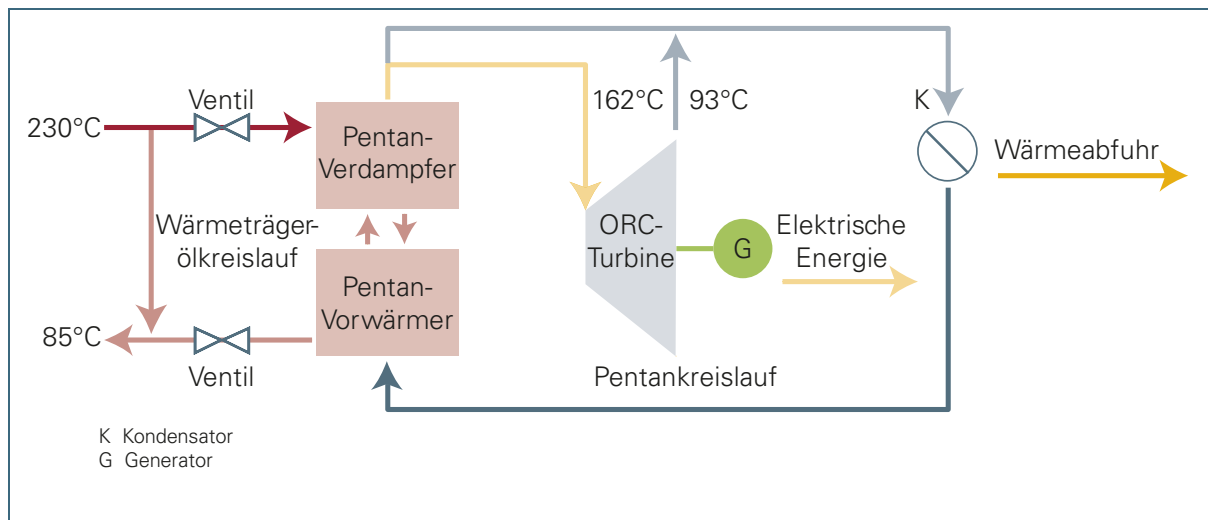 Ventil
230°C
Pentan-
Verdampfer
162°C
93°C
K
Wärmeabfuhr
Wärmeträger-
ölkreislauf
ORC-
Turbine
G
Elektrische
Energie
Pentan-
Vorwärmer
85°C
Ventil
Pentankreislauf
K Kondensator
G Generator